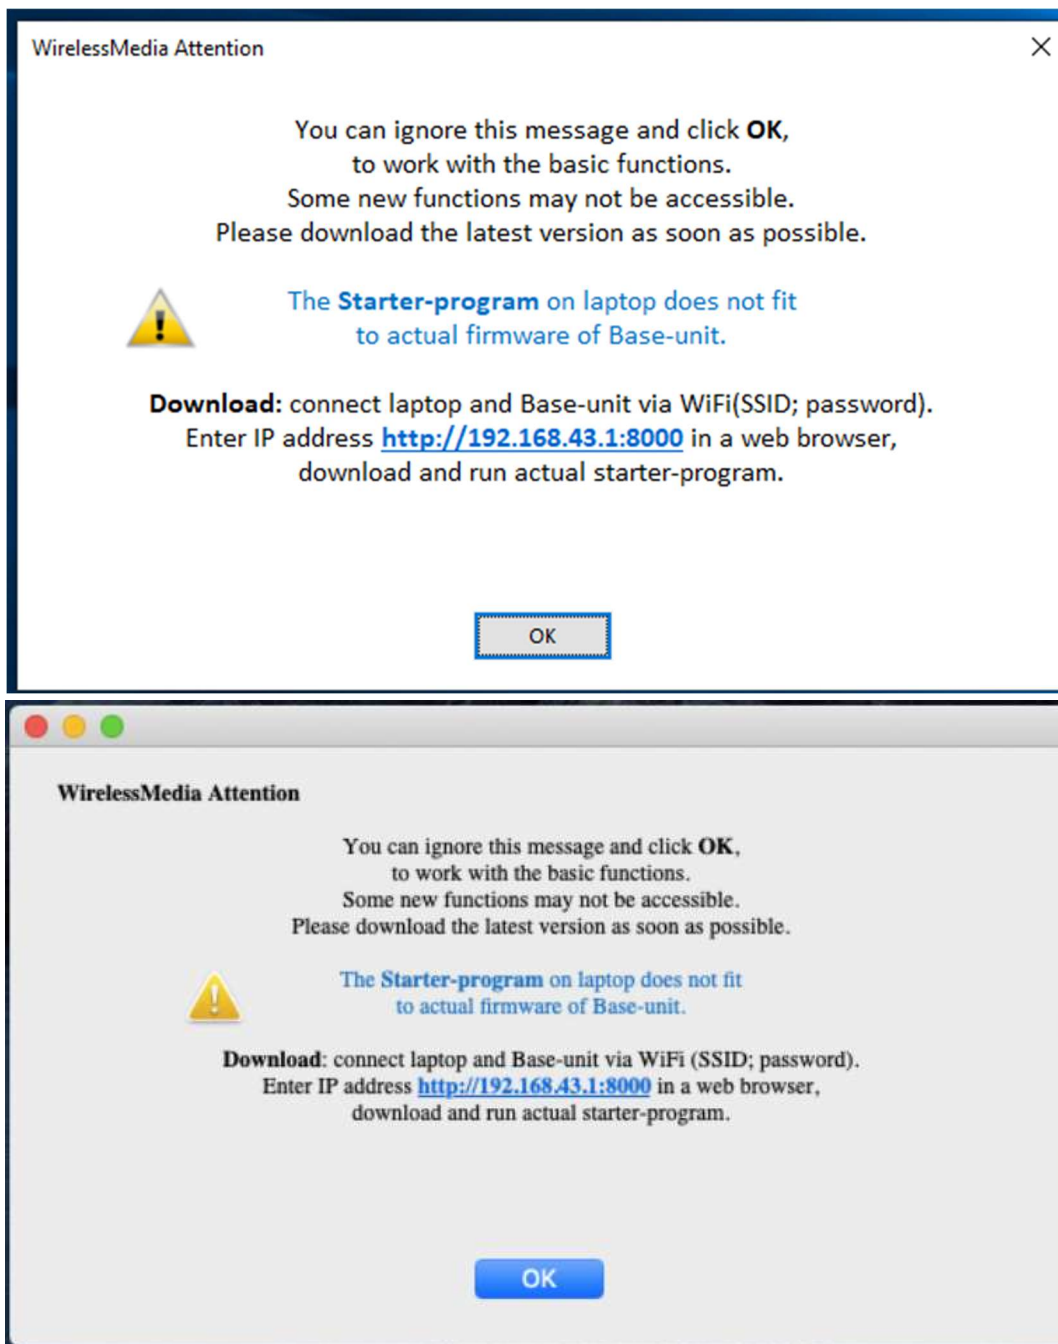 WirelessMedia Attention
You can ignore this message and click OK,
to work with the basic functions.
Some new functions may not be accessible.
Please download the latest version as soon as possible.
The Starter-program on laptop does not fit
to actual firmware of Base-unit.
Download: connect laptop and Base-unit via WiFi(SSID; password).
Enter IP address http://192.168.43.1:8000 in a web browser,
download and run actual starter-program.
OK
WirelessMedia Attention
You can ignore this message and click OK,
to work with the basic functions.
Some new functions may not be accessible.
Please download the latest version as soon as possible.
The Starter-program on laptop does not fit
to actual firmware of Base-unit.
Download: connect laptop and Base-unit via WiFi (SSID; password).
Enter IP address http://192.168.43.1:8000 in a web browser,
download and run actual starter-program.
OK